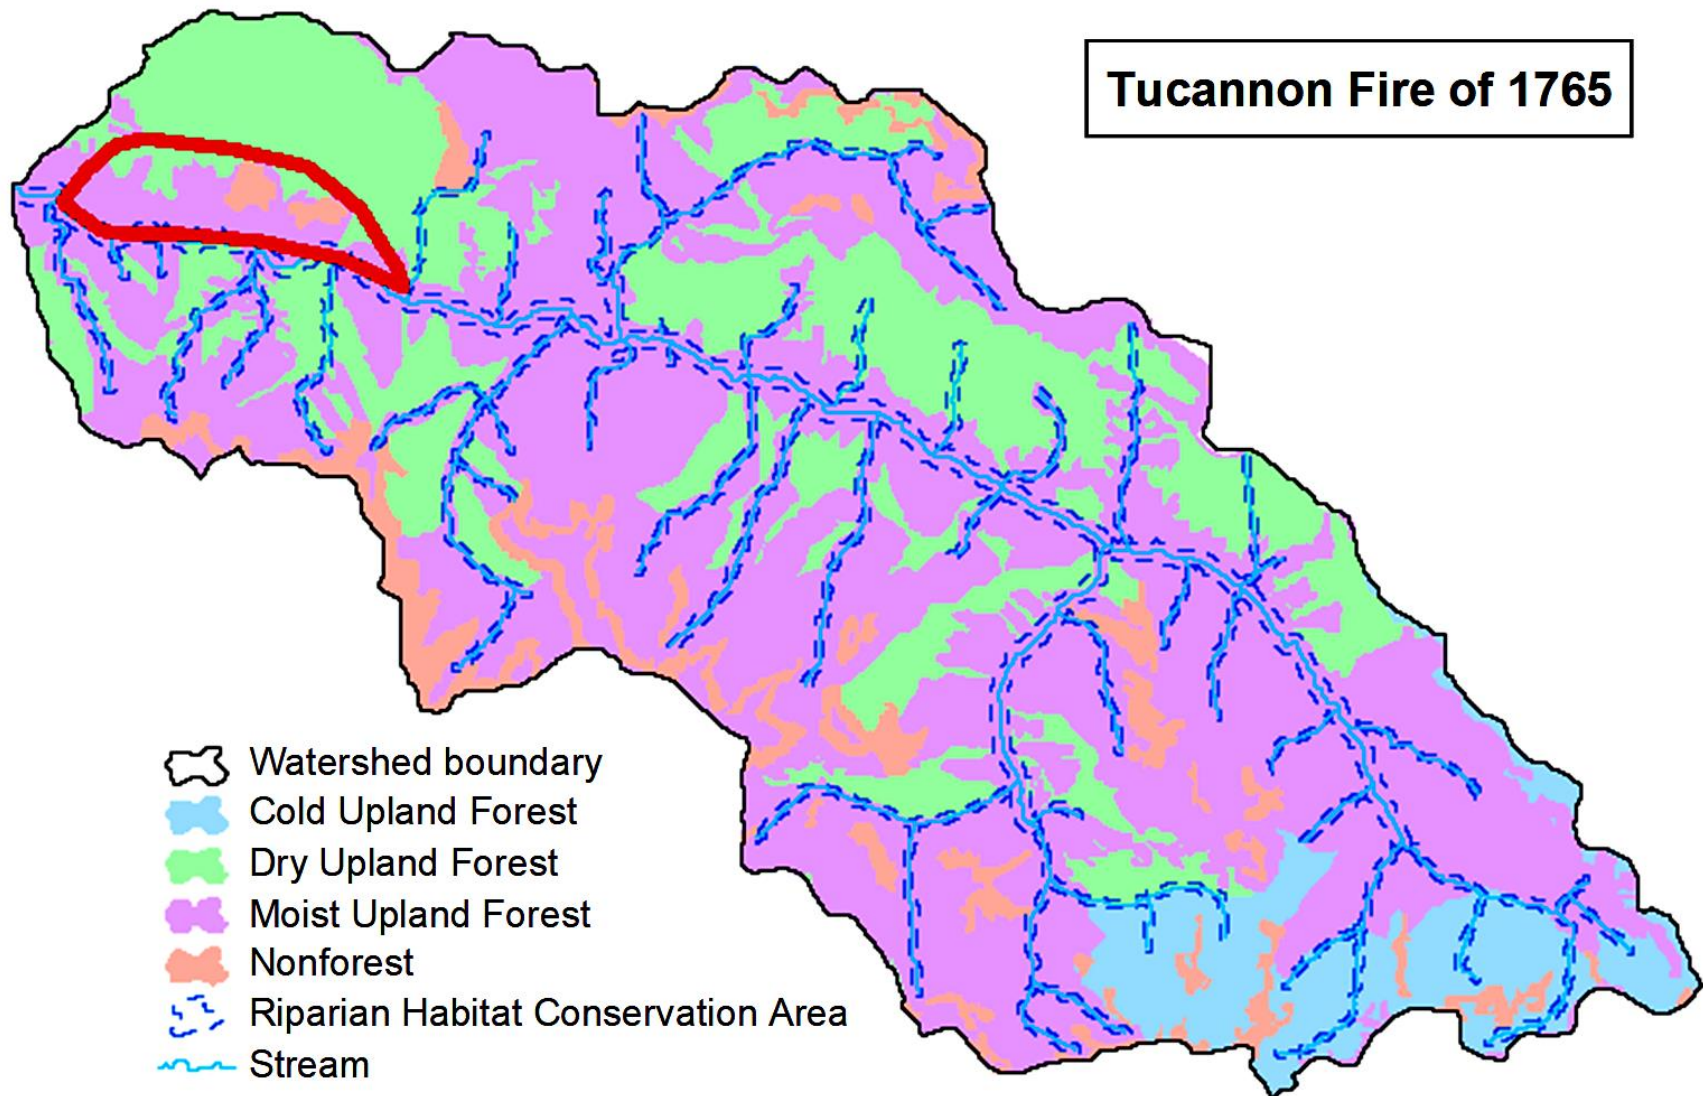 Tucannon Fire of 1765
Watershed boundary
Cold Upland Forest
Dry Upland Forest
Moist Upland Forest
Nonforest
Riparian Habitat Conservation Area
Stream